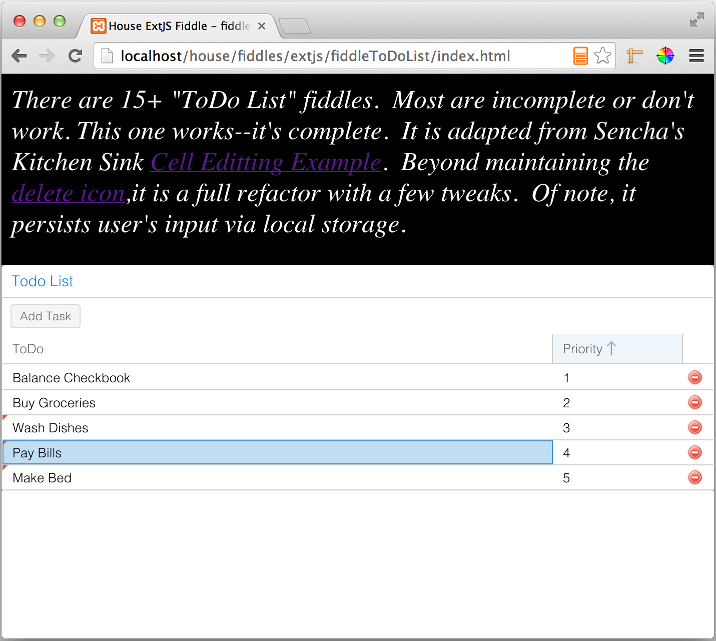 House ExtJS Fiddle - fiddle
localhost/house/fiddles/extjs/fiddleToDoList/index.html
There are 15+ "ToDo List" fiddles. Most are incomplete or don't
work. This one works--it's complete. It is adapted from Sencha's
Kitchen Sink Cell Editting Example. Beyond maintaining the
delete icon,it is a full refactor with a few tweaks. Of note, it
persists user's input via local storage.
Todo List
Add Task
ToDo Priority
Balance Checkbook 1
Buy Groceries 2
Wash Dishes 3
Pay Bills 4
Make Bed 5